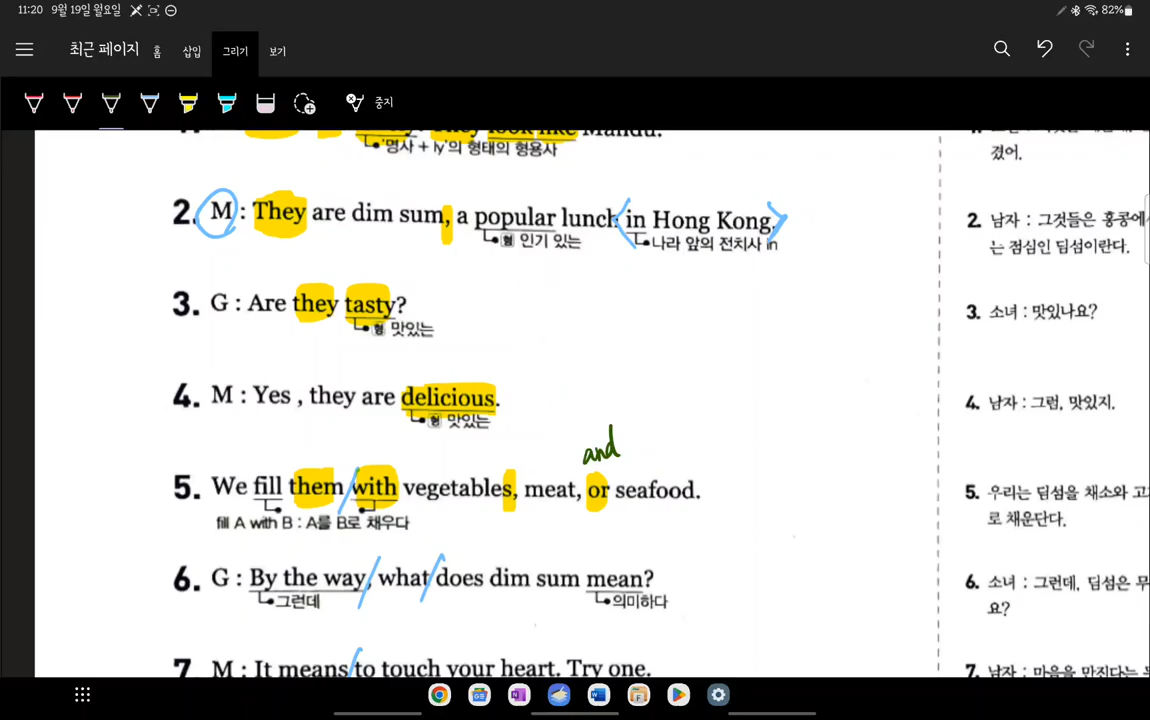 11:20 9월 19일 월요일 82%
최근 페이지 홈 삽입 그리기 보기
중지
look like Mandu.
'명사 + ly'의 형태의 형용사
겼어.
2. M : They are dim sum, a popular lunch in Hong Kong.
형 인기 있는
나라 앞의 전치사 in
2. 남자 : 그것들은 홍콩에서
는 점심인 딤섬이란다.
3. G : Are they tasty?
형 맛있는
3. 소녀 : 맛있나요?
4. M : Yes , they are delicious.
형 맛있는
4. 남자 : 그럼, 맛있지.
and
5. We fill them with vegetables, meat, or seafood.
fill A with B : A를 B로 채우다
5. 우리는 딤섬을 채소와 고
로 채운단다.
6. G : By the way, what does dim sum mean?
그런데
의미하다
6. 소녀 : 그런데, 딤섬은 무
요?
7 M : It means to touch your heart. Try one.
7. 남자 : 마음을 만진다는